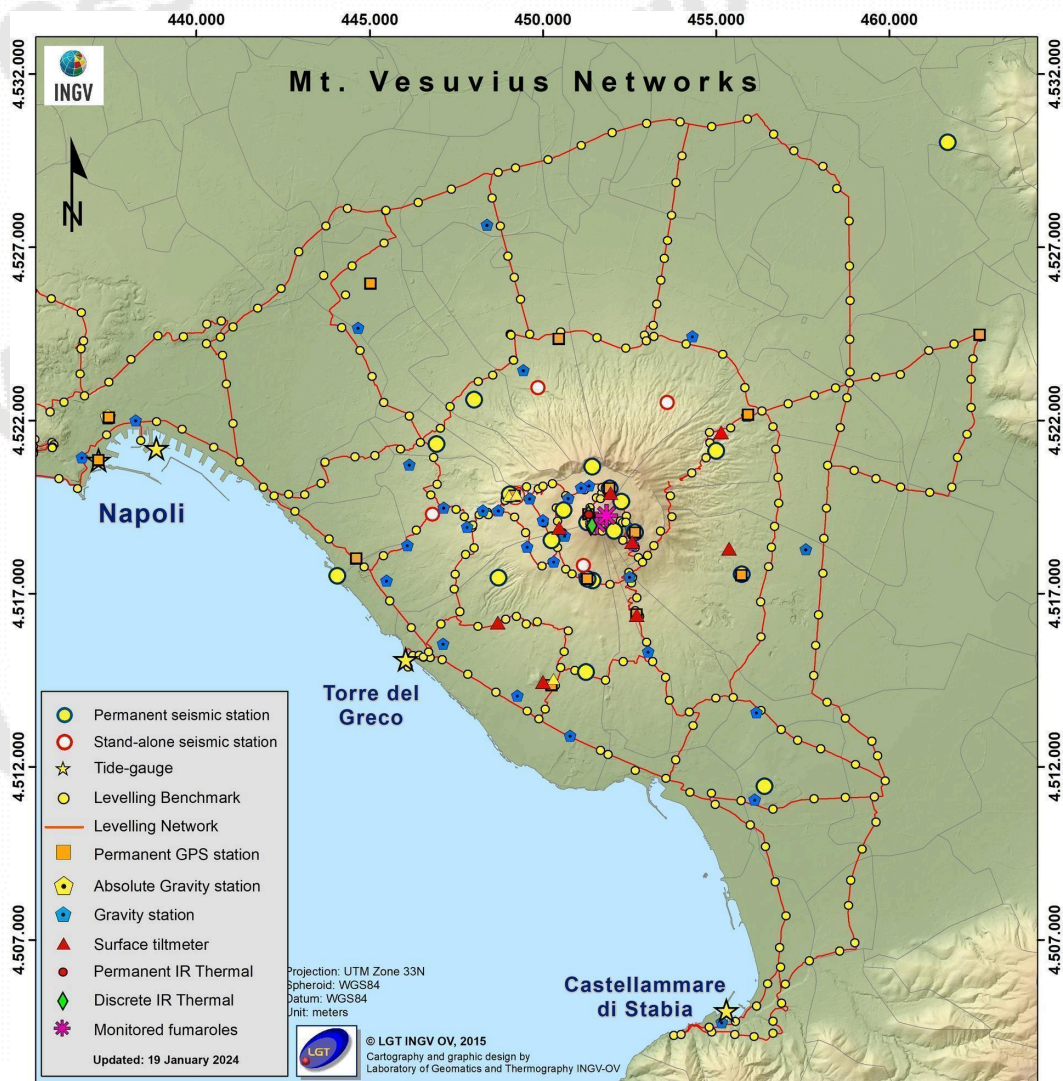 440.000
445.000
450.000
455.000
460.000
4.532.000
4.532.000
INGV
Mt. Vesuvius Networks
N
4.527.000
4.527.000
4.522.000
4.522.000
Napoli
4.517.000
4.517.000
Torre del
Greco
4.512.000
4.512.000
Permanent seismic station
Stand-alone seismic station
Tide-gauge
Levelling Benchmark
Levelling Network
Permanent GPS station
Absolute Gravity station
Gravity station
Surface tiltmeter
Permanent IR Thermal
Discrete IR Thermal
Monitored fumaroles
Updated: 19 January 2024
4.507.000
4.507.000
Projection: UTM Zone 33N
Spheroid: WGS84
Datum: WGS84
Unit: meters
Castellammare
di Stabia
LGT
© LGT INGV OV, 2015
Cartography and graphic design by
Laboratory of Geomatics and Thermography INGV-OV